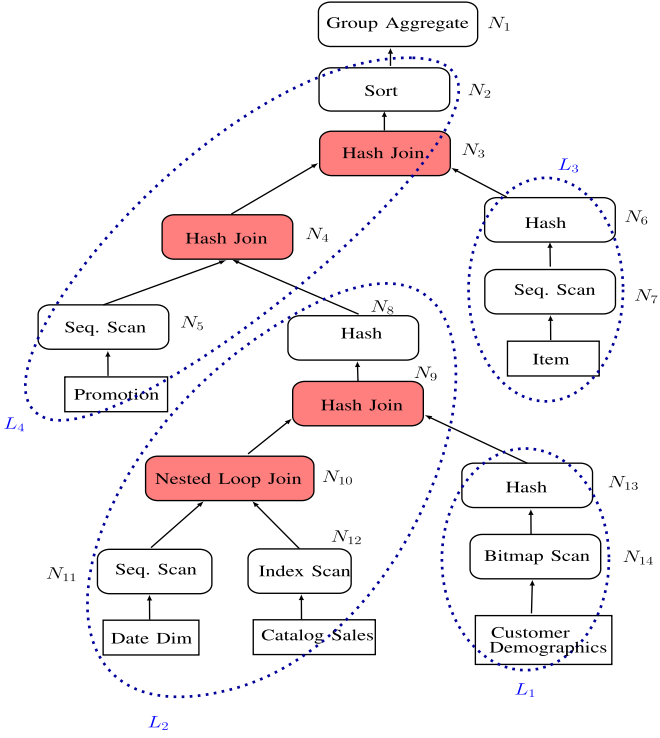 Group Aggregate N₁
Sort N₂
Hash Join N₃
L₃
Hash N₆
Hash Join N₄
Seq. Scan N₇
N₈
Seq. Scan N₅
Hash
Item
N₉
Promotion
Hash Join
L₄
Nested Loop Join N₁₀
Hash N₁₃
N₁₂
Bitmap Scan N₁₄
N₁₁ Seq. Scan
Index Scan
Date Dim
Catalog Sales
Customer
Demographics
L₁
L₂